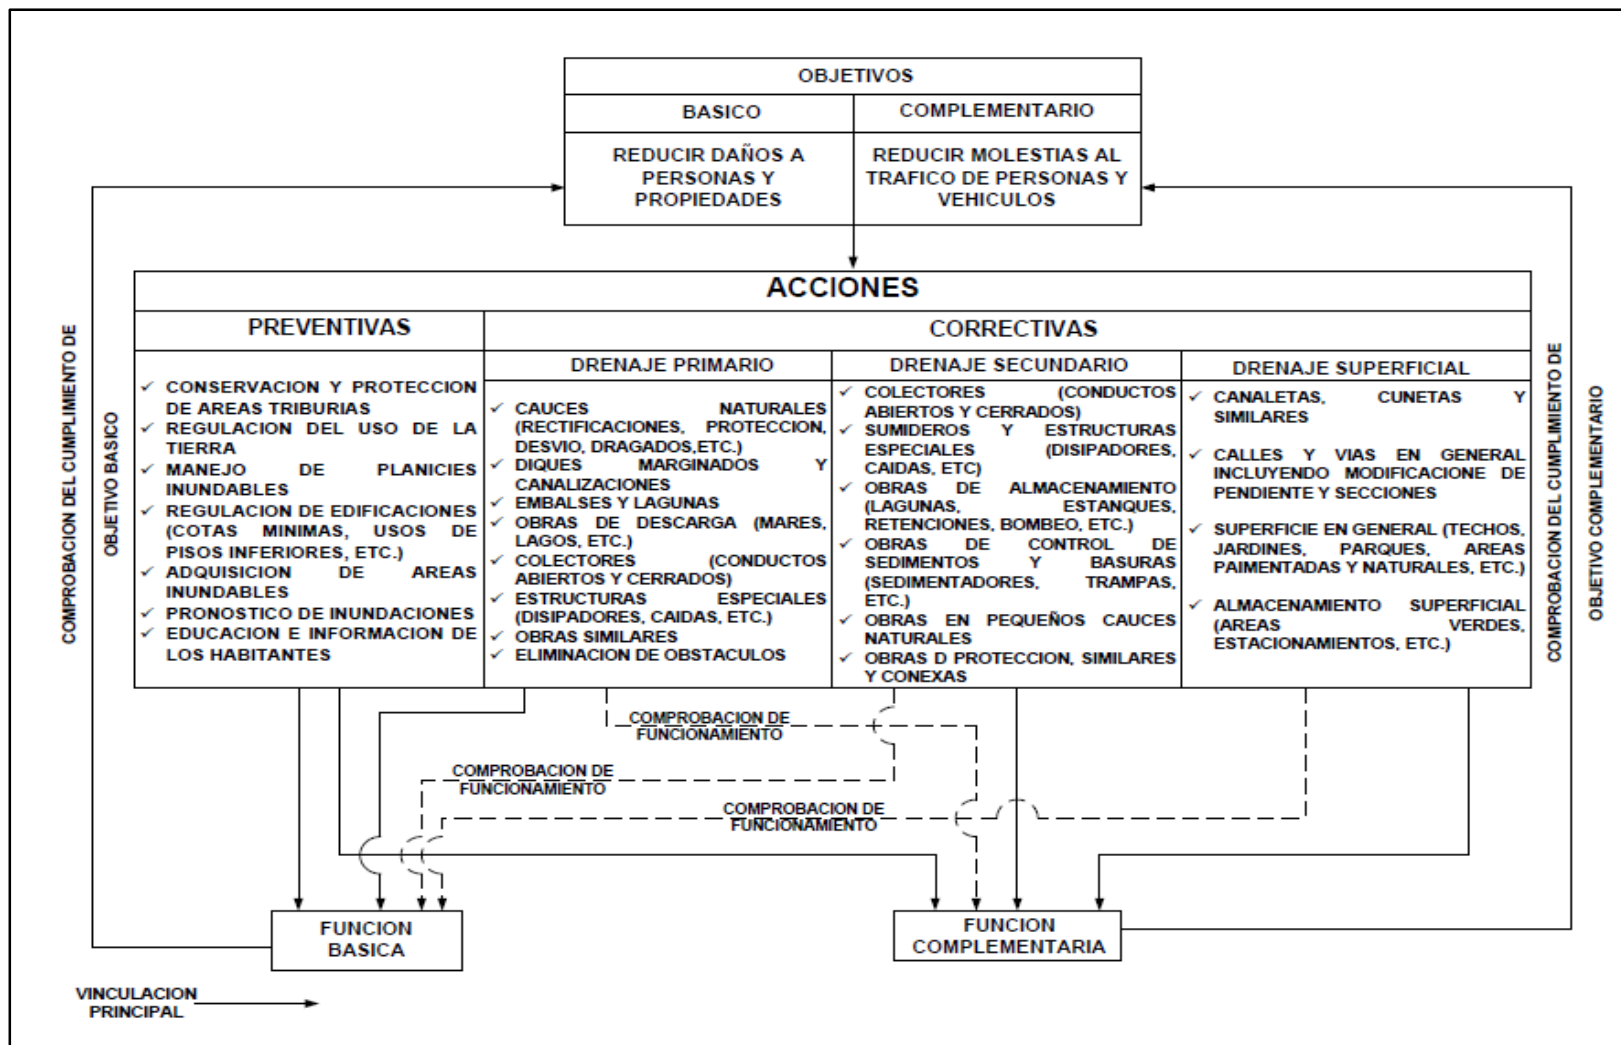 OBJETIVOS
BASICO
COMPLEMENTARIO
REDUCIR DAÑOS A
PERSONAS Y
PROPIEDADES
REDUCIR MOLESTIAS AL
TRAFICO DE PERSONAS Y
VEHICULOS
COMPROBACION DEL CUMPLIMIENTO DE
OBJETIVO BASICO
ACCIONES
PREVENTIVAS
CORRECTIVAS
✓ CONSERVACION Y PROTECCION
DE AREAS TRIBURIAS
✓ REGULACION DEL USO DE LA
TIERRA
✓ MANEJO DE PLANICIES
INUNDABLES
✓ REGULACION DE EDIFICACIONES
(COTAS MINIMAS, USOS DE
PISOS INFERIORES, ETC.)
✓ ADQUISICION DE AREAS
INUNDABLES
✓ PRONOSTICO DE INUNDACIONES
✓ EDUCACION E INFORMACION DE
LOS HABITANTES
DRENAJE PRIMARIO
✓ CAUCES NATURALES
(RECTIFICACIONES, PROTECCION,
DESVIO, DRAGADOS,ETC.)
✓ DIQUES MARGINADOS Y
CANALIZACIONES
✓ EMBALSES Y LAGUNAS
✓ OBRAS DE DESCARGA (MARES,
LAGOS, ETC.)
✓ COLECTORES (CONDUCTOS
ABIERTOS Y CERRADOS)
✓ ESTRUCTURAS ESPECIALES
(DISIPADORES, CAIDAS, ETC.)
✓ OBRAS SIMILARES
✓ ELIMINACION DE OBSTACULOS
DRENAJE SECUNDARIO
✓ COLECTORES (CONDUCTOS
ABIERTOS Y CERRADOS)
✓ SUMIDEROS Y ESTRUCTURAS
ESPECIALES (DISIPADORES,
CAIDAS, ETC)
✓ OBRAS DE ALMACENAMIENTO
(LAGUNAS, ESTANQUES,
RETENCIONES, BOMBEO, ETC.)
✓ OBRAS DE CONTROL DE
SEDIMENTOS Y BASURAS
(SEDIMENTADORES, TRAMPAS,
ETC.)
✓ OBRAS EN PEQUEÑOS CAUCES
NATURALES
✓ OBRAS D PROTECCION, SIMILARES
Y CONEXAS
DRENAJE SUPERFICIAL
✓ CANALETAS, CUNETAS Y
SIMILARES
✓ CALLES Y VIAS EN GENERAL
INCLUYENDO MODIFICACIONE DE
PENDIENTE Y SECCIONES
✓ SUPERFICIE EN GENERAL (TECHOS,
JARDINES, PARQUES, AREAS
PAIMENTADAS Y NATURALES, ETC.)
✓ ALMACENAMIENTO SUPERFICIAL
(AREAS VERDES,
ESTACIONAMIENTOS, ETC.)
COMPROBACION DEL CUMPLIMIENTO DE
OBJETIVO COMPLEMENTARIO
COMPROBACION DE
FUNCIONAMIENTO
COMPROBACION DE
FUNCIONAMIENTO
COMPROBACION DE
FUNCIONAMIENTO
FUNCION
BASICA
FUNCION
COMPLEMENTARIA
VINCULACION
PRINCIPAL